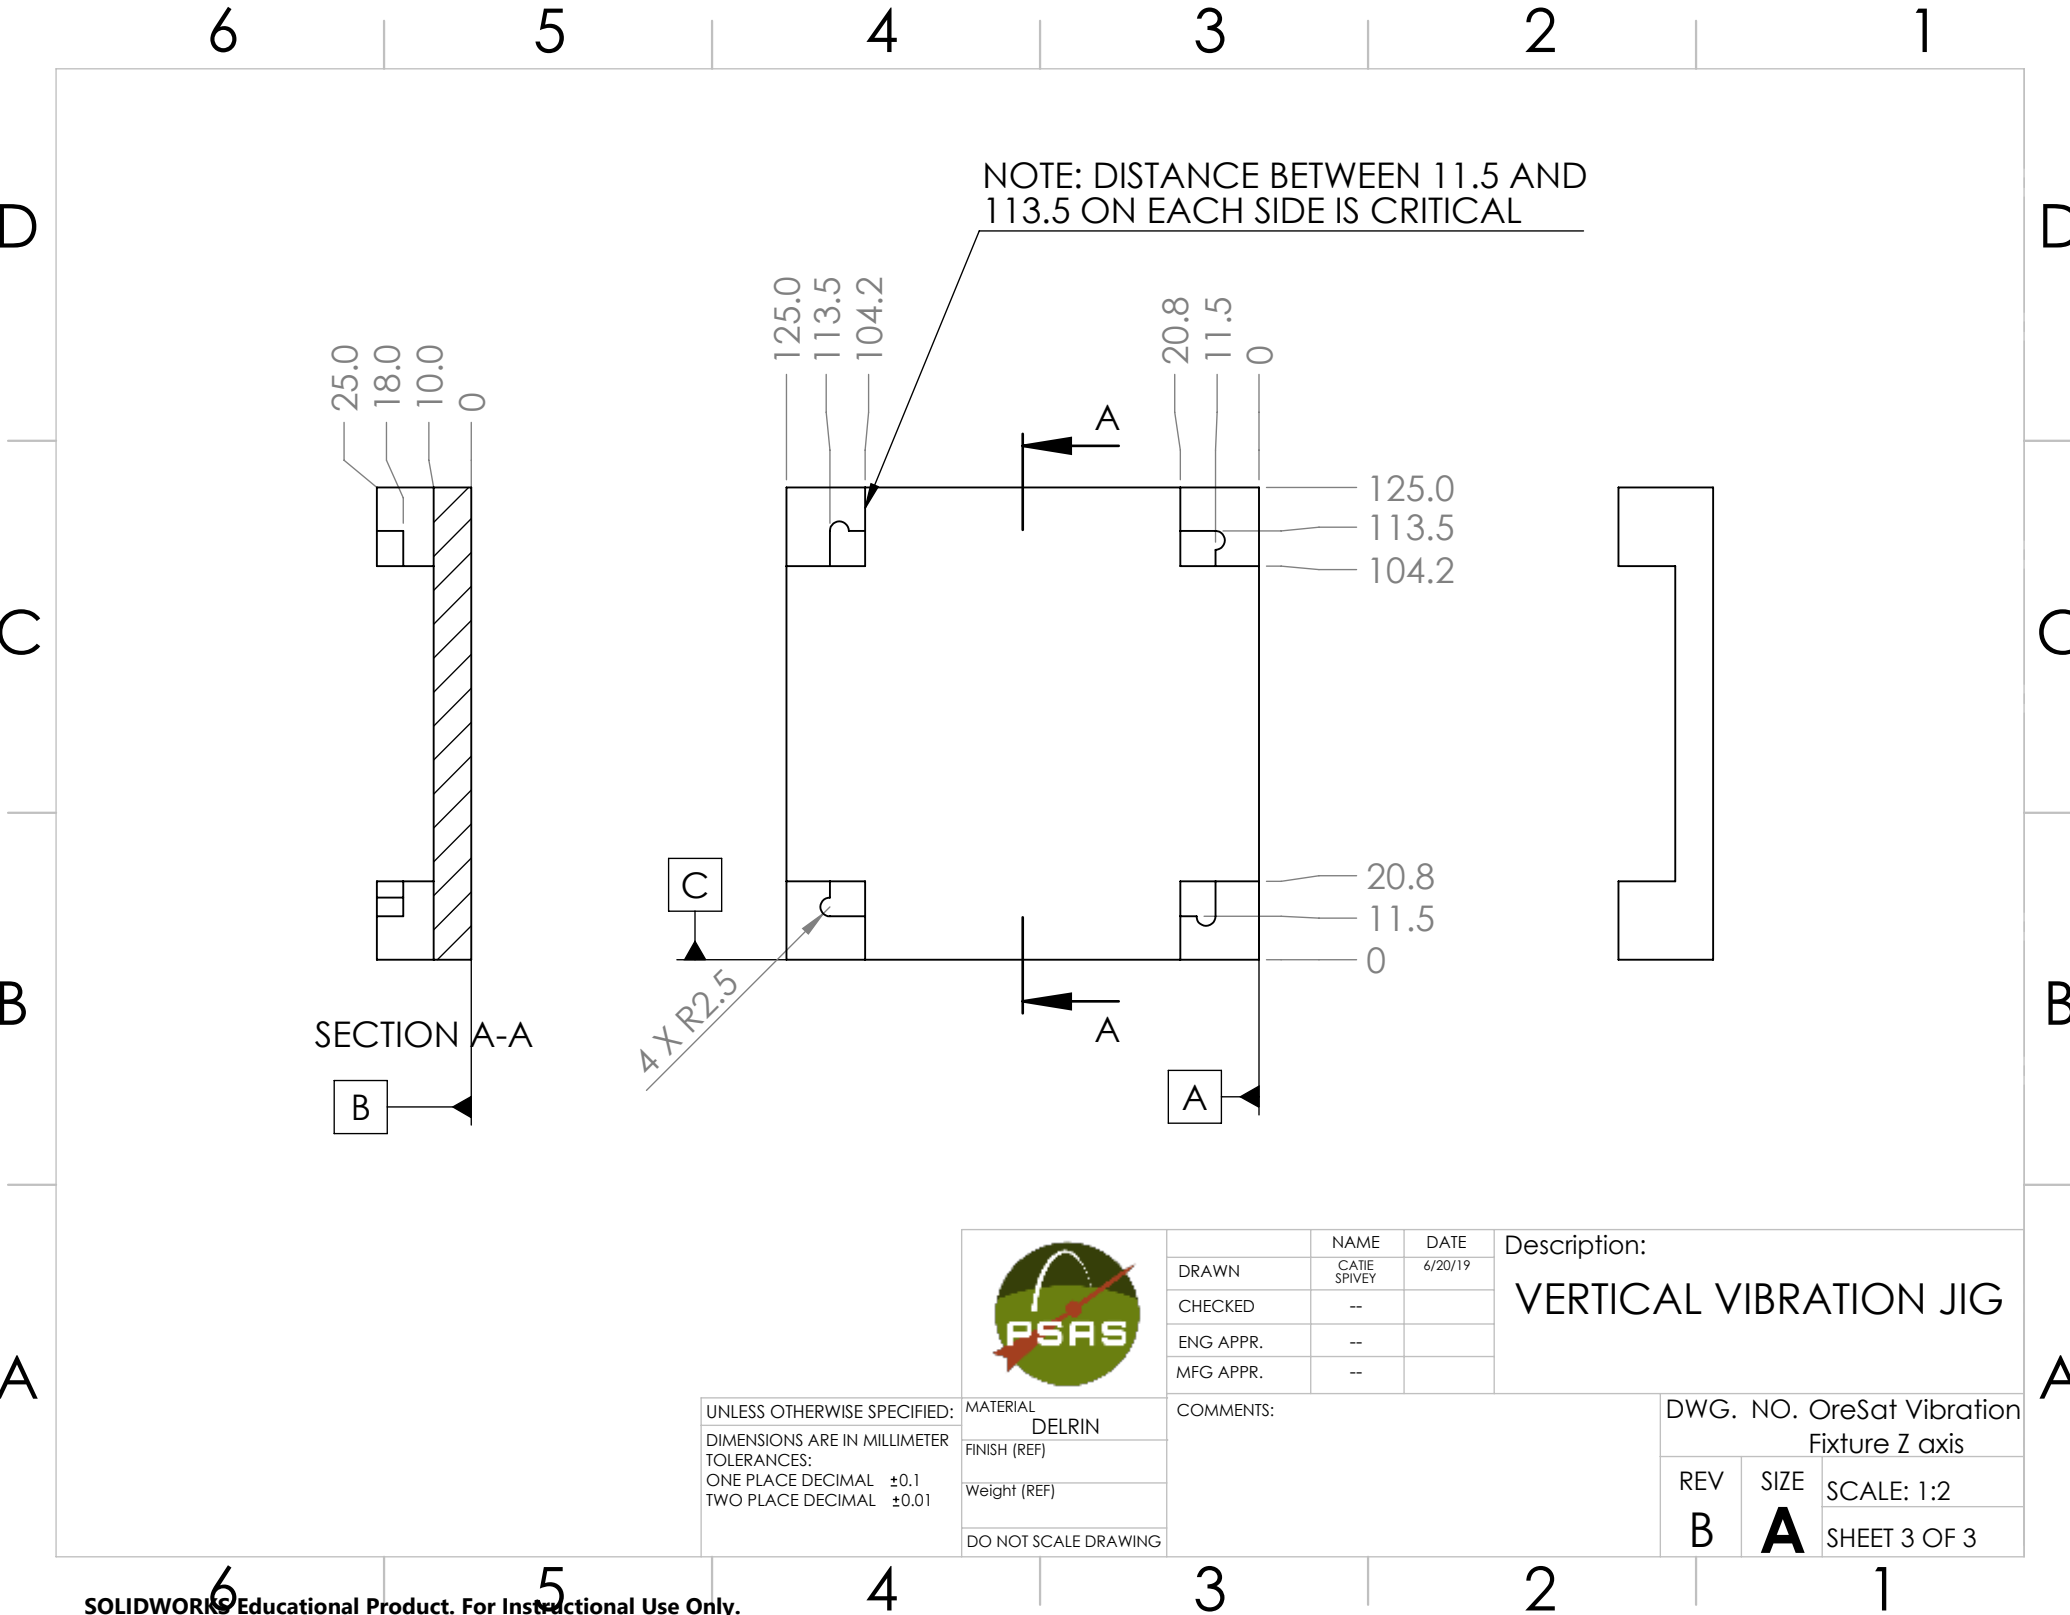 6 5 4 3 2 1
NOTE: DISTANCE BETWEEN 11.5 AND
113.5 ON EACH SIDE IS CRITICAL
D D
125.0 113.5 104.2 20.8 11.5 0
25.0 18.0 10.0 0
A
125.0
113.5
104.2
C C
C
20.8
11.5
0
4 X R2.5
B B
SECTION A-A
A
B
A
NAME DATE
DRAWN CATIE SPIVEY 6/20/19
CHECKED --
ENG APPR. --
MFG APPR. --
Description:
VERTICAL VIBRATION JIG
PSAS
A A
UNLESS OTHERWISE SPECIFIED:
DIMENSIONS ARE IN MILLIMETER
TOLERANCES:
ONE PLACE DECIMAL ±0.1
TWO PLACE DECIMAL ±0.01
MATERIAL
DELRIN
FINISH (REF)
Weight (REF)
DO NOT SCALE DRAWING
COMMENTS:
DWG. NO. OreSat Vibration
Fixture Z axis
REV
B
SIZE
A
SCALE: 1:2
SHEET 3 OF 3
6 5 4 3 2 1
SOLIDWORKS Educational Product. For Instructional Use Only.